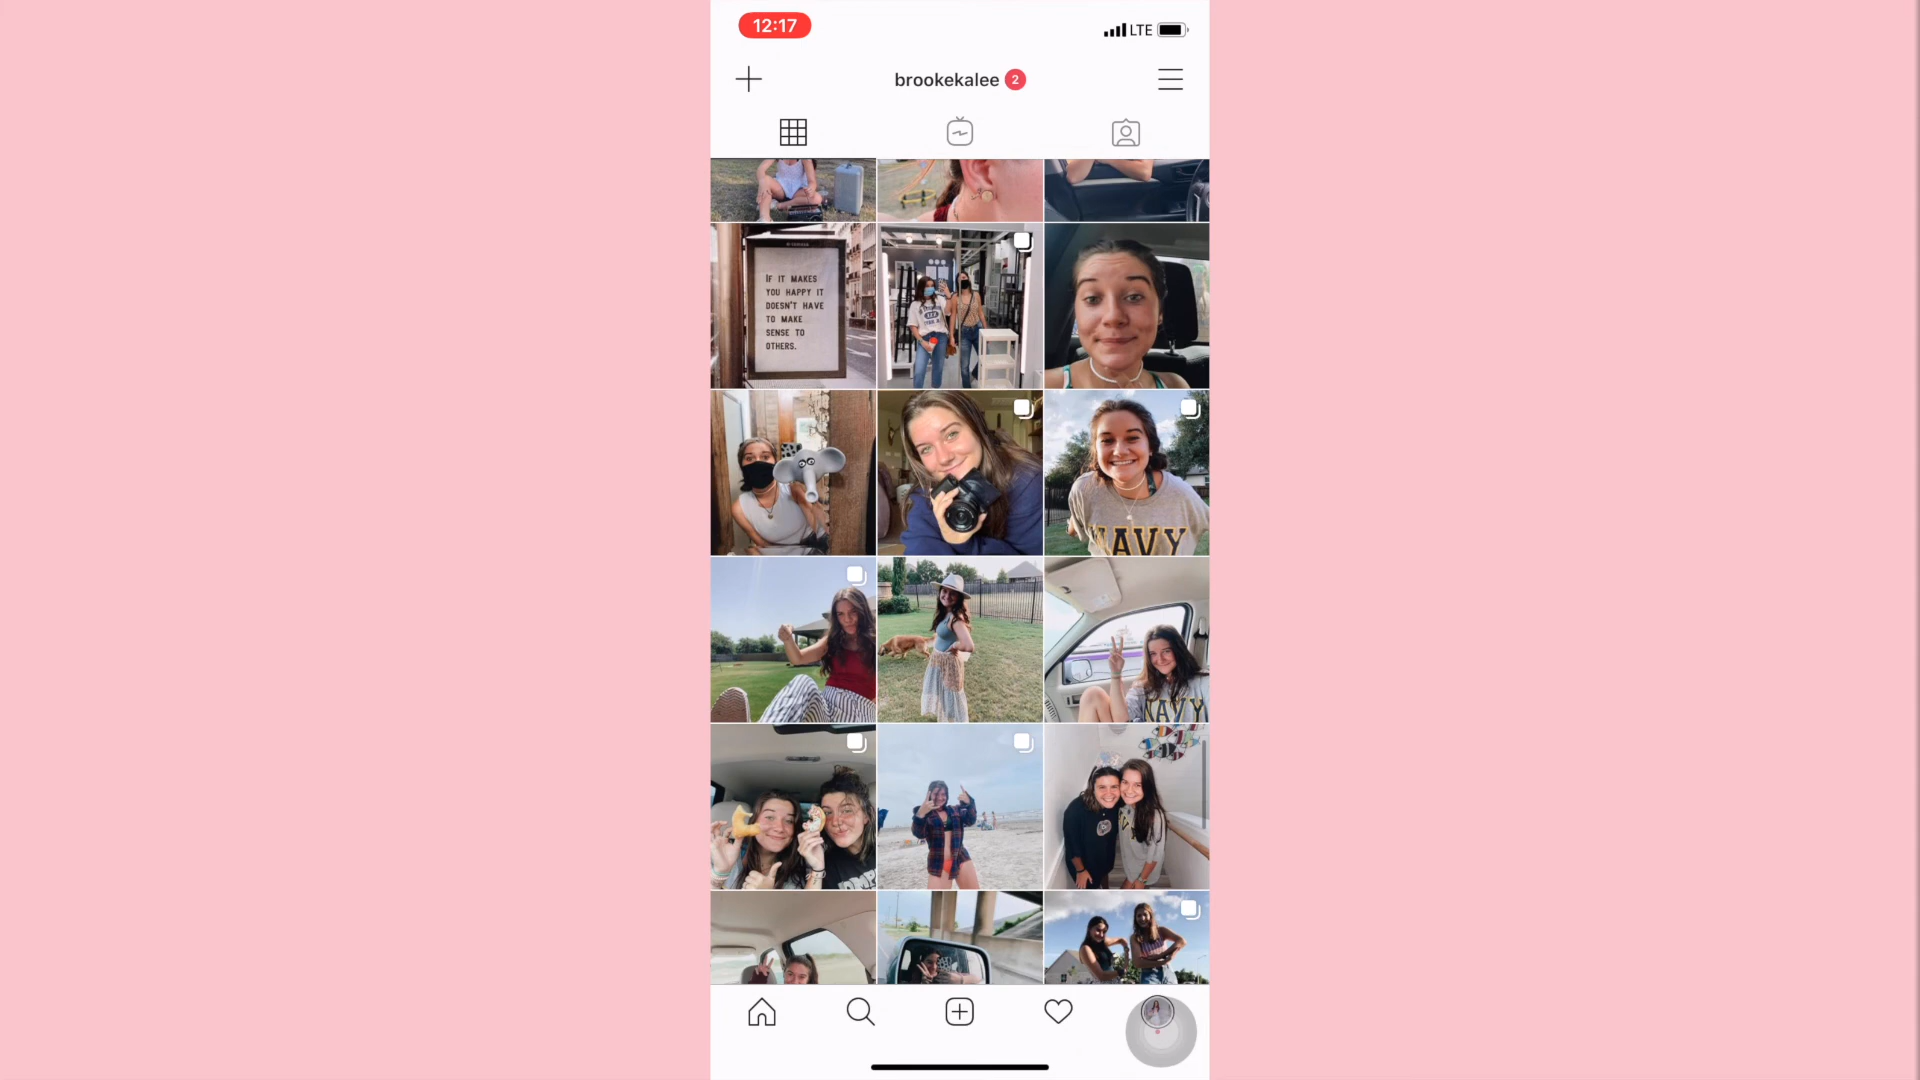 12:17
LTE
brookekalee 2
IF IT MAKES
YOU HAPPY IT
DOESN'T HAVE
TO MAKE
SENSE TO
OTHERS.
NAVY
NAVY